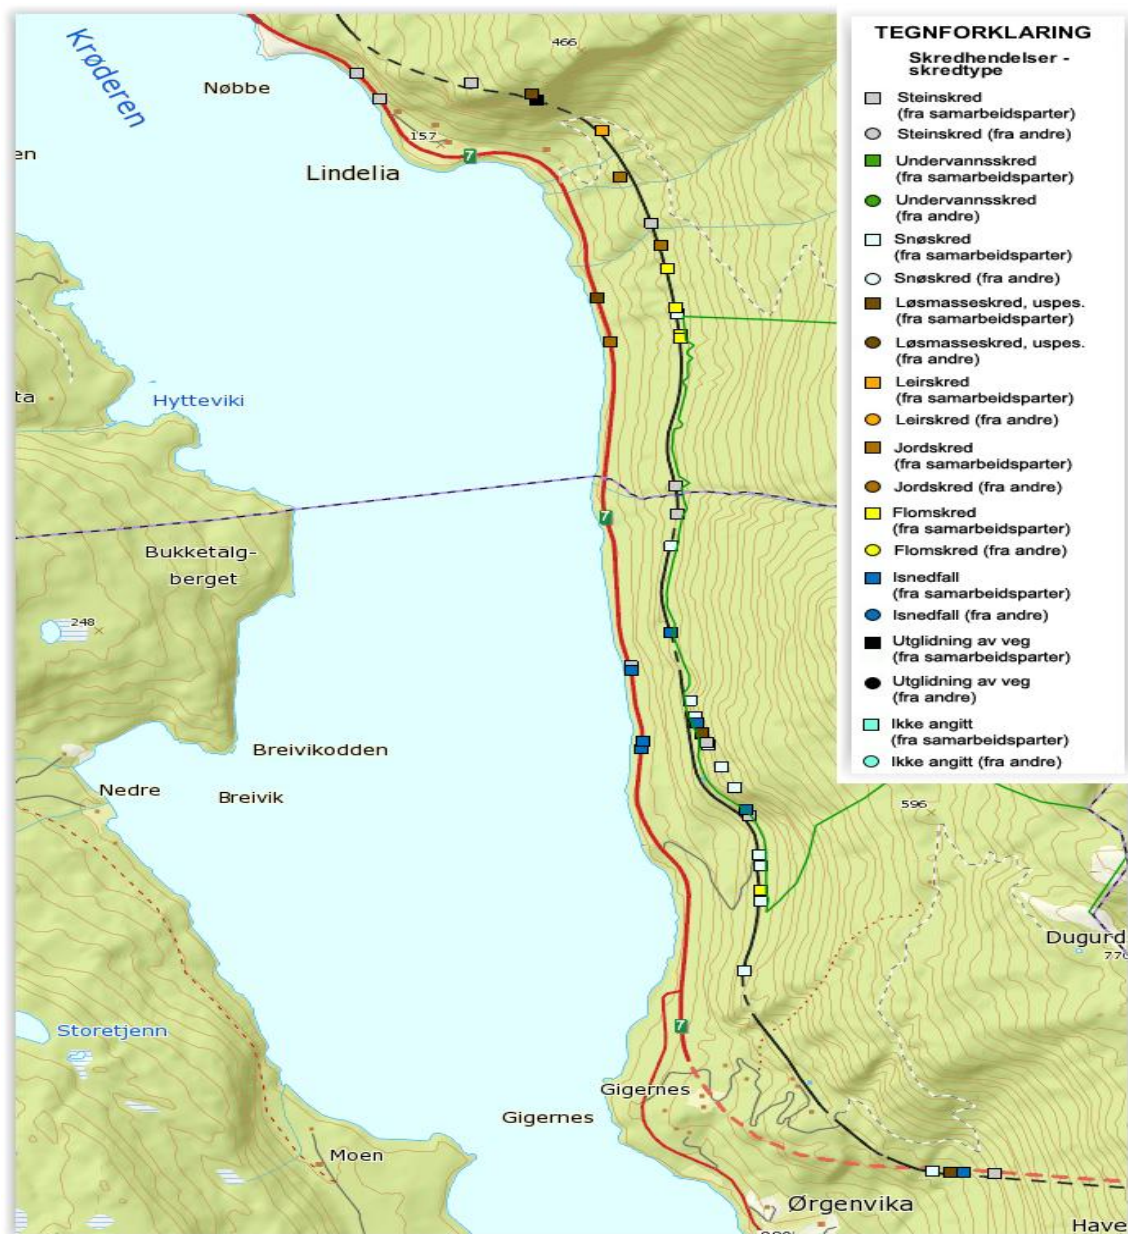 Krøderen
Nøbbe
466
en
157
7
Lindelia
ta
Hytteviki
7
Bukketalg-
berget
248
Breivikodden
Nedre
Breivik
596
Dugurd
770
Storetjenn
7
Gigernes
Gigernes
Moen
Ørgenvika
Have
TEGNFORKLARING
Skredhendelser -
skredtype
Steinskred
(fra samarbeidsparter)
Steinskred (fra andre)
Undervannsskred
(fra samarbeidsparter)
Undervannsskred
(fra andre)
Snøskred
(fra samarbeidsparter)
Snøskred (fra andre)
Løsmasseskred, uspes.
(fra samarbeidsparter)
Løsmasseskred, uspes.
(fra andre)
Leirskred
(fra samarbeidsparter)
Leirskred (fra andre)
Jordskred
(fra samarbeidsparter)
Jordskred (fra andre)
Flomskred
(fra samarbeidsparter)
Flomskred (fra andre)
Isnedfall
(fra samarbeidsparter)
Isnedfall (fra andre)
Utglidning av veg
(fra samarbeidsparter)
Utglidning av veg
(fra andre)
Ikke angitt
(fra samarbeidsparter)
Ikke angitt (fra andre)